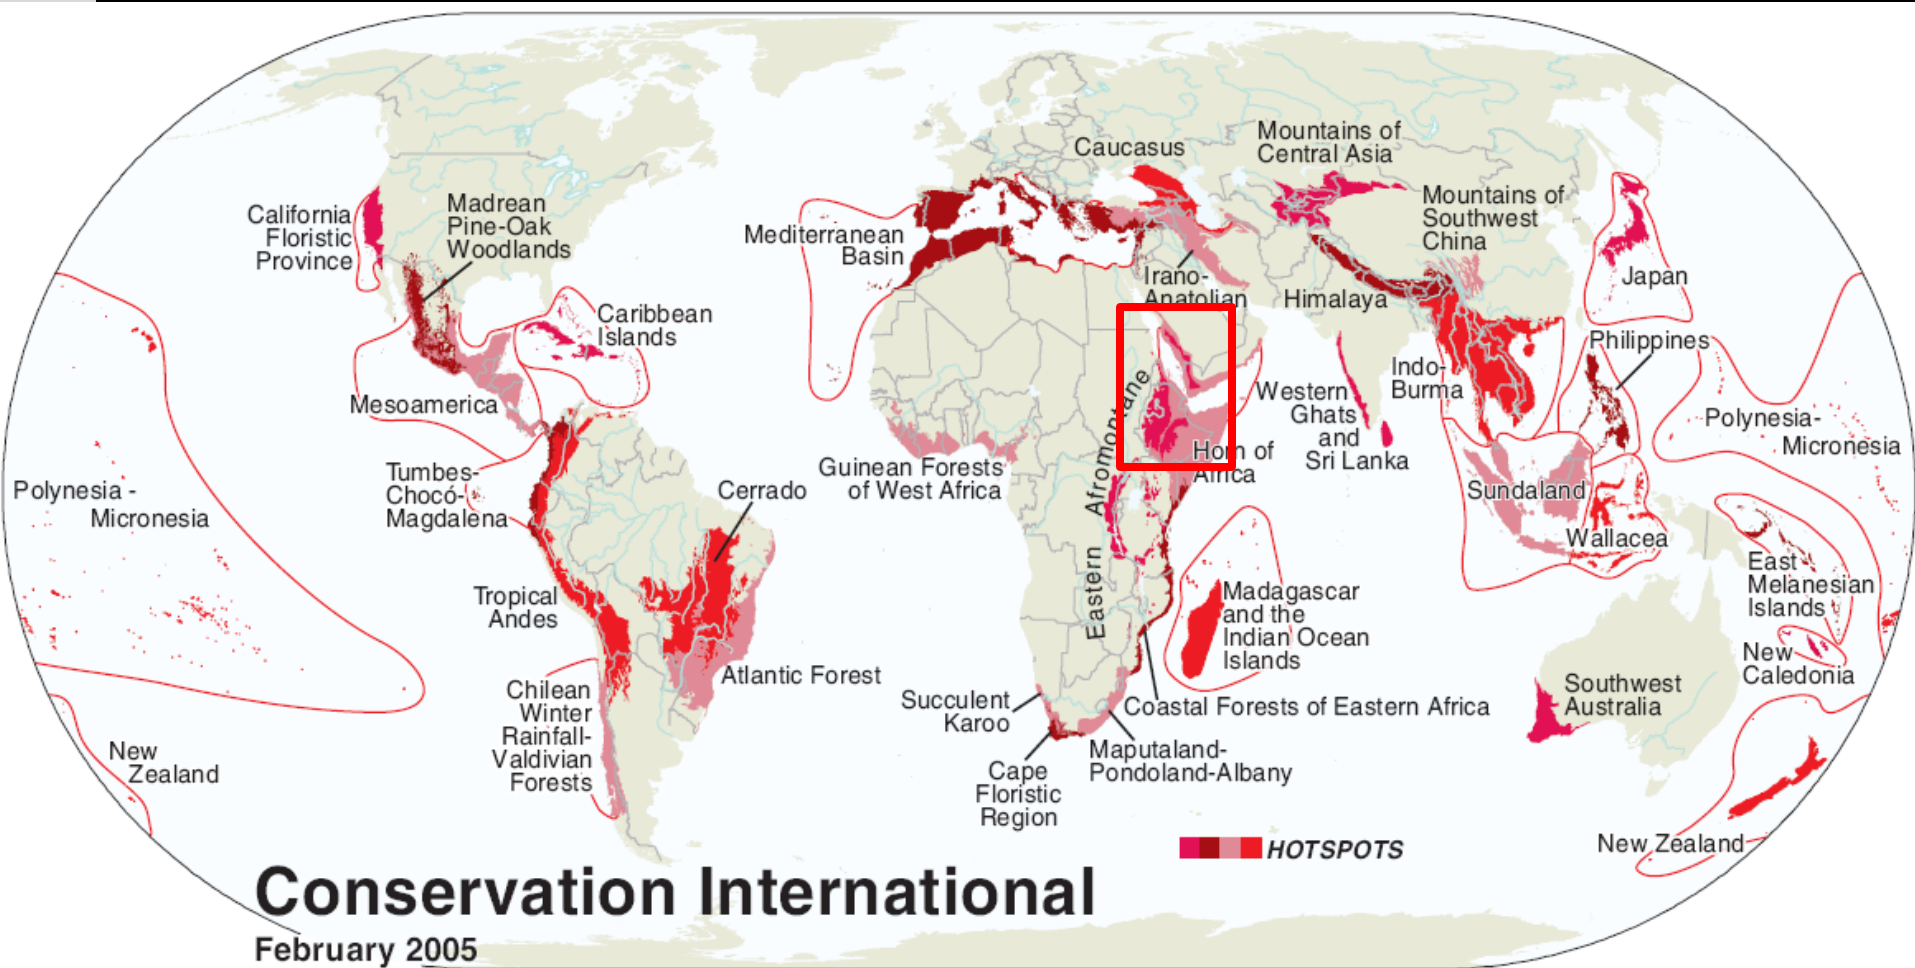 Mountains of
Central Asia
Caucasus
Mountains of
Southwest
China
Madrean
Pine-Oak
Woodlands
California
Floristic
Province
Mediterranean
Basin
Irano-
Anatolian
Himalaya
Japan
Caribbean
Islands
Philippines
Indo-
Burma
Western
Ghats
and
Sri Lanka
Mesoamerica
Polynesia-
Micronesia
Guinean Forests
of West Africa
Horn of
Africa
Eastern Afromontane
Tumbes-
Chocó-
Magdalena
Cerrado
Polynesia -
Micronesia
Sundaland
Wallacea
East
Melanesian
Islands
Tropical
Andes
Madagascar
and the
Indian Ocean
Islands
New
Caledonia
Atlantic Forest
Southwest
Australia
Chilean
Winter
Rainfall-
Valdivian
Forests
Succulent
Karoo
Coastal Forests of Eastern Africa
Maputaland-
Pondoland-Albany
Cape
Floristic
Region
New
Zealand
New Zealand
HOTSPOTS
Conservation International
February 2005